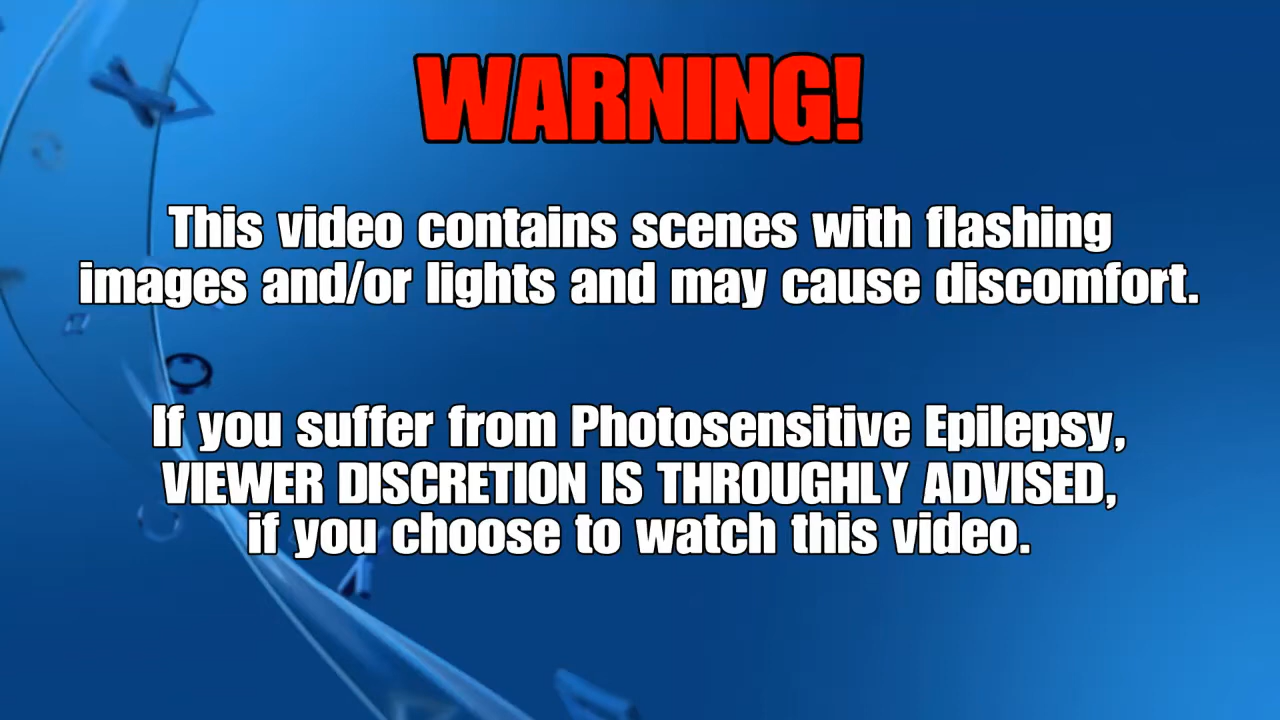 WARNING!
This video contains scenes with flashing
images and/or lights and may cause discomfort.
If you suffer from Photosensitive Epilepsy,
VIEWER DISCRETION IS THROUGHLY ADVISED,
if you choose to watch this video.